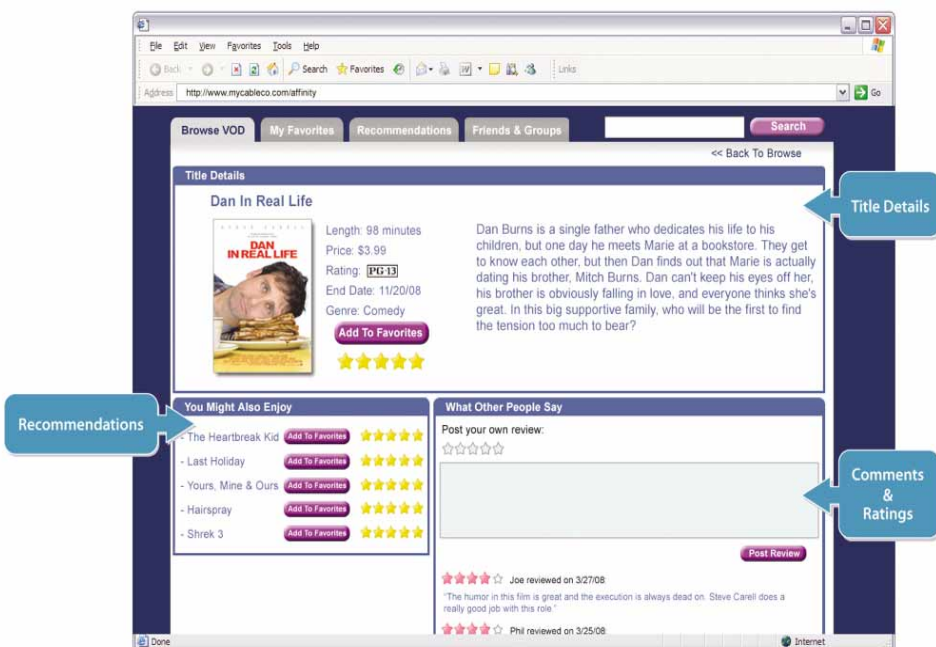 File Edit View Favorites Tools Help
Back Search Favorites Links
Address http://www.mycableco.com/affinity Go
Browse VOD My Favorites Recommendations Friends & Groups Search
<< Back To Browse
Title Details
Dan In Real Life
DAN
IN REAL LIFE
Length: 98 minutes
Price: $3.99
Rating: PG-13
End Date: 11/20/08
Genre: Comedy
Add To Favorites
Dan Burns is a single father who dedicates his life to his
children, but one day he meets Marie at a bookstore. They get
to know each other, but then Dan finds out that Marie is actually
dating his brother, Mitch Burns. Dan can't keep his eyes off her,
his brother is obviously falling in love, and everyone thinks she's
great. In this big supportive family, who will be the first to find
the tension too much to bear?
Title Details
Recommendations
You Might Also Enjoy
- The Heartbreak Kid Add To Favorites
- Last Holiday Add To Favorites
- Yours, Mine & Ours Add To Favorites
- Hairspray Add To Favorites
- Shrek 3 Add To Favorites
What Other People Say
Post your own review:
Post Review
Joe reviewed on 3/27/08:
"The humor in this film is great and the execution is always dead on. Steve Carell does a
really good job with this role."
Phil reviewed on 3/25/08:
Comments
&
Ratings
Done Internet